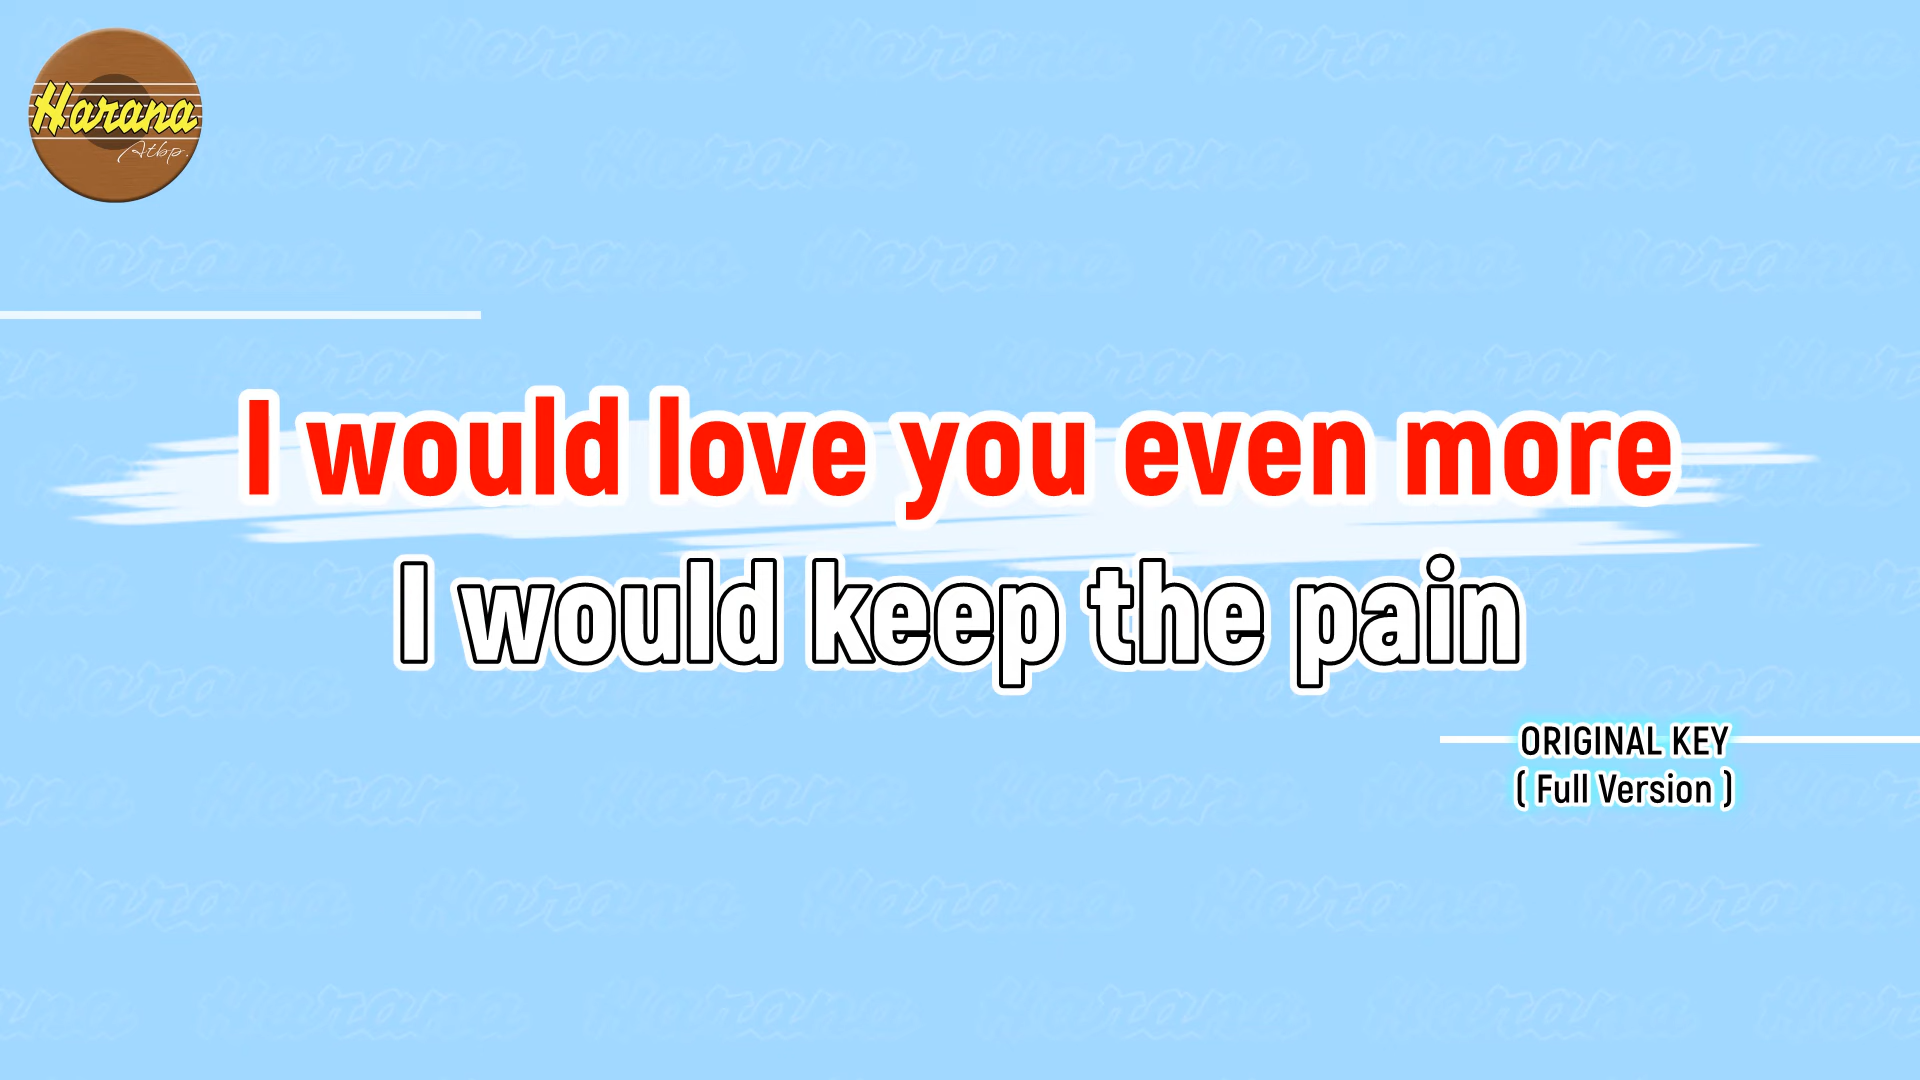 Harana
Atbp.
I would love you even more
I would keep the pain
ORIGINAL KEY
( Full Version )